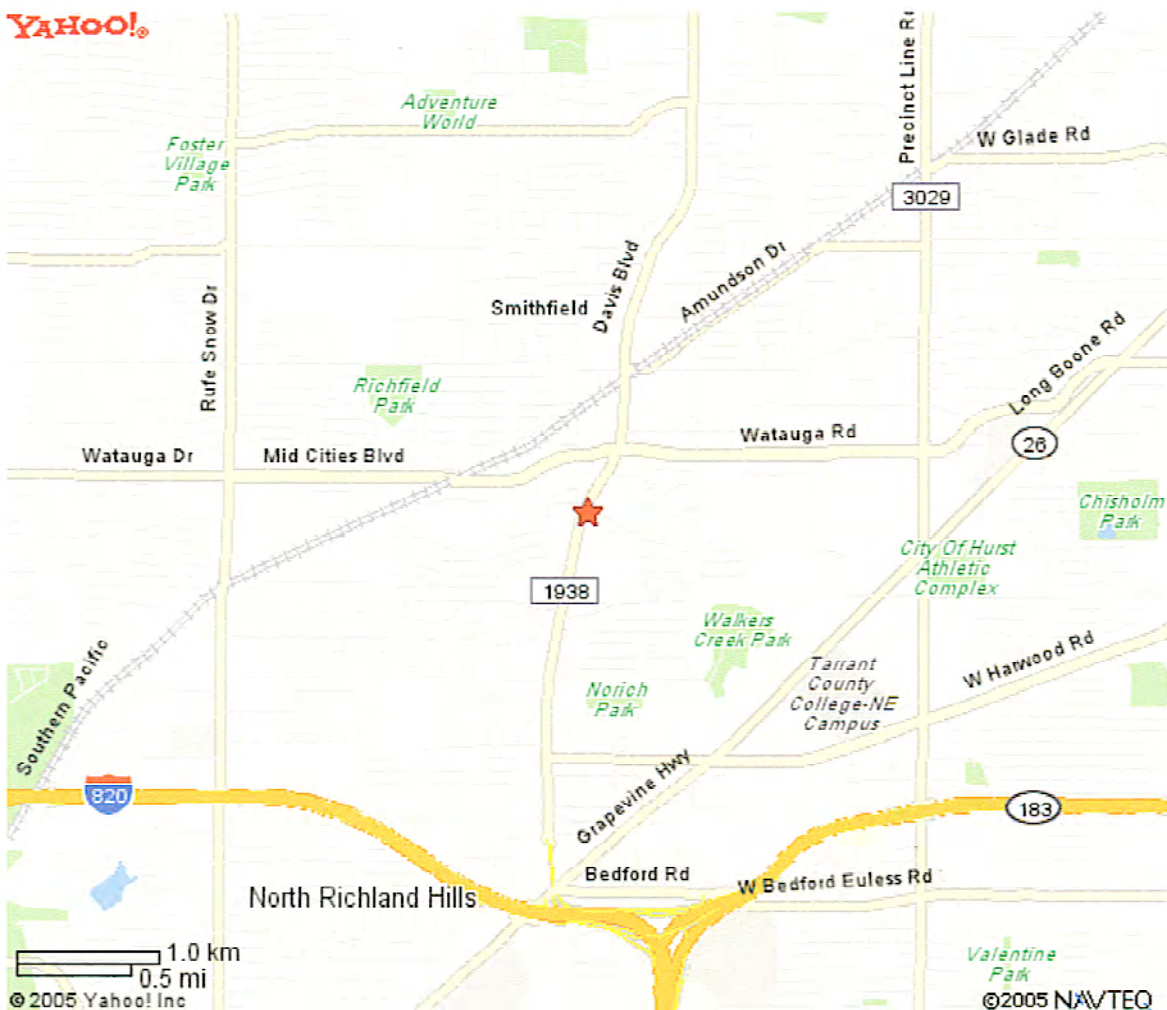 YAHOO!®
Adventure
World
Foster
Village
Park
Precinct Line R
W Glade Rd
3029
Rufe Snow Dr
Smithfield
Davis Blvd
Amundson Dr
Long Boone Rd
Richfield
Park
Watauga Dr
Mid Cities Blvd
Watauga Rd
26
Chisholm
Park
City Of Hurst
Athletic
Complex
1938
Walkers
Creek Park
Tarrant
County
College-NE
Campus
W Harwood Rd
Norich
Park
Southern Pacific
820
Grapevine Hwy
183
Bedford Rd
W Bedford Euless Rd
North Richland Hills
Valentine
Park
1.0 km
0.5 mi
© 2005 Yahoo! Inc
©2005 NAVTEQ